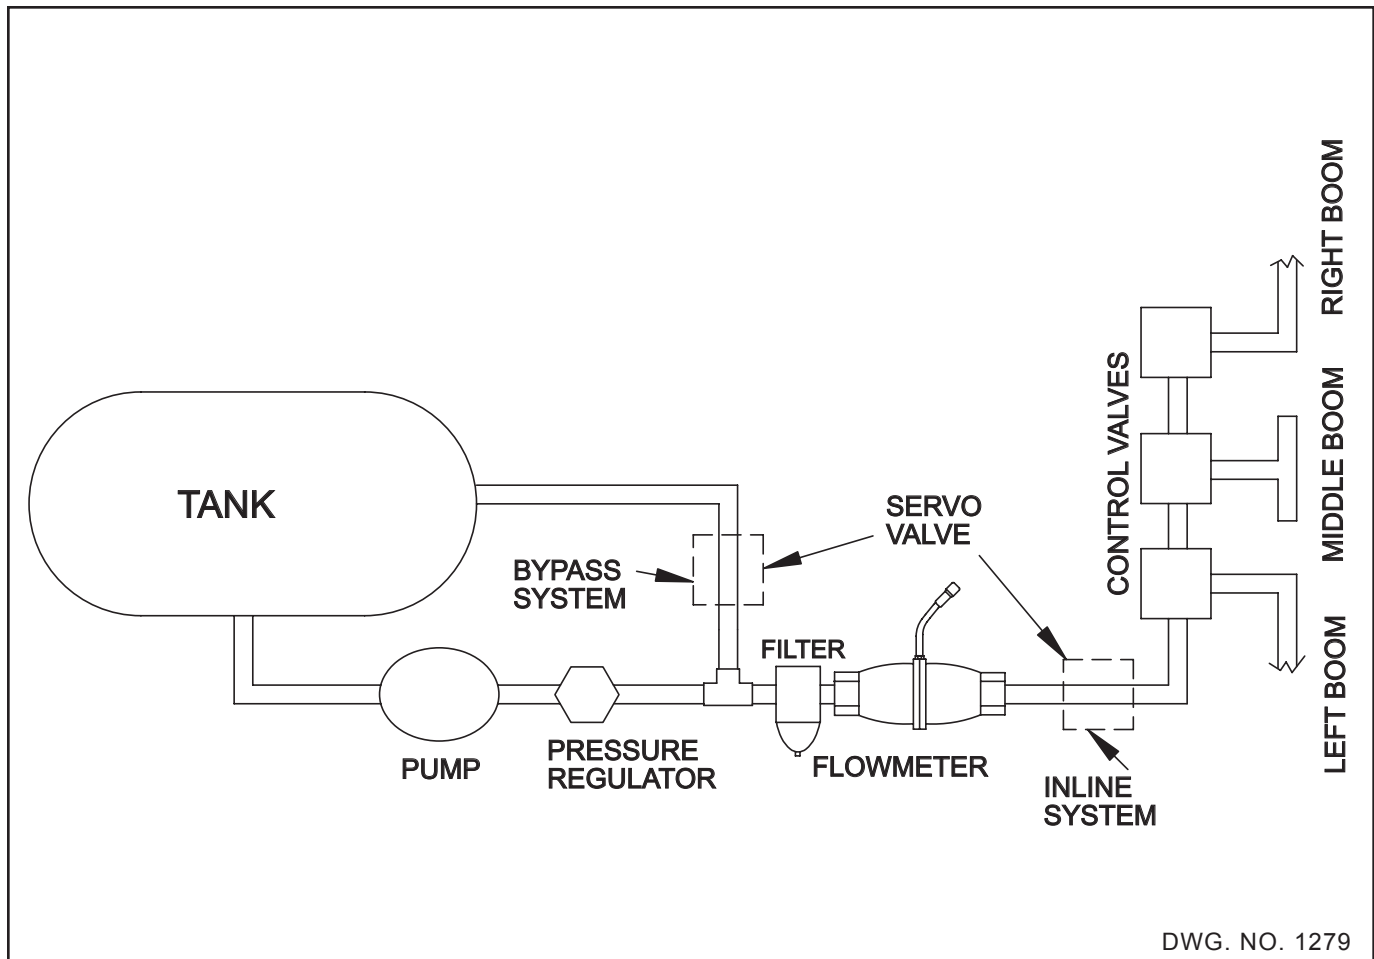 TANK
BYPASS
SYSTEM
SERVO
VALVE
CONTROL VALVES
RIGHT BOOM
MIDDLE BOOM
LEFT BOOM
FILTER
PUMP
PRESSURE
REGULATOR
FLOWMETER
INLINE
SYSTEM
DWG. NO. 1279